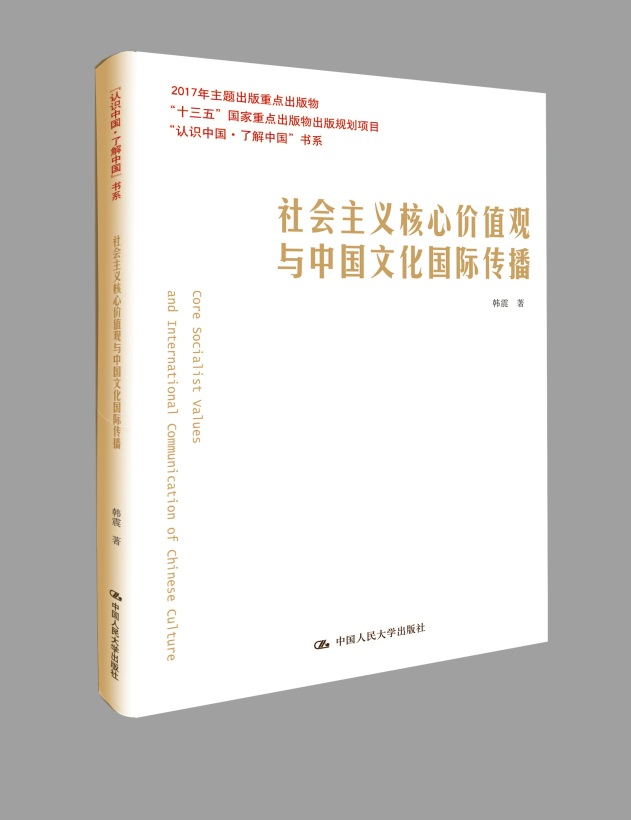 2017年主题出版重点出版物
“十三五”国家重点出版物出版规划项目
“认识中国·了解中国”书系
社会主义核心价值观
与中国文化国际传播
韩震 著
Core Socialist Values
and International Communication of Chinese Culture
中国人民大学出版社
“认识中国·了解中国”书系
社会主义核心价值观与中国文化国际传播
韩震 著
中国人民大学出版社